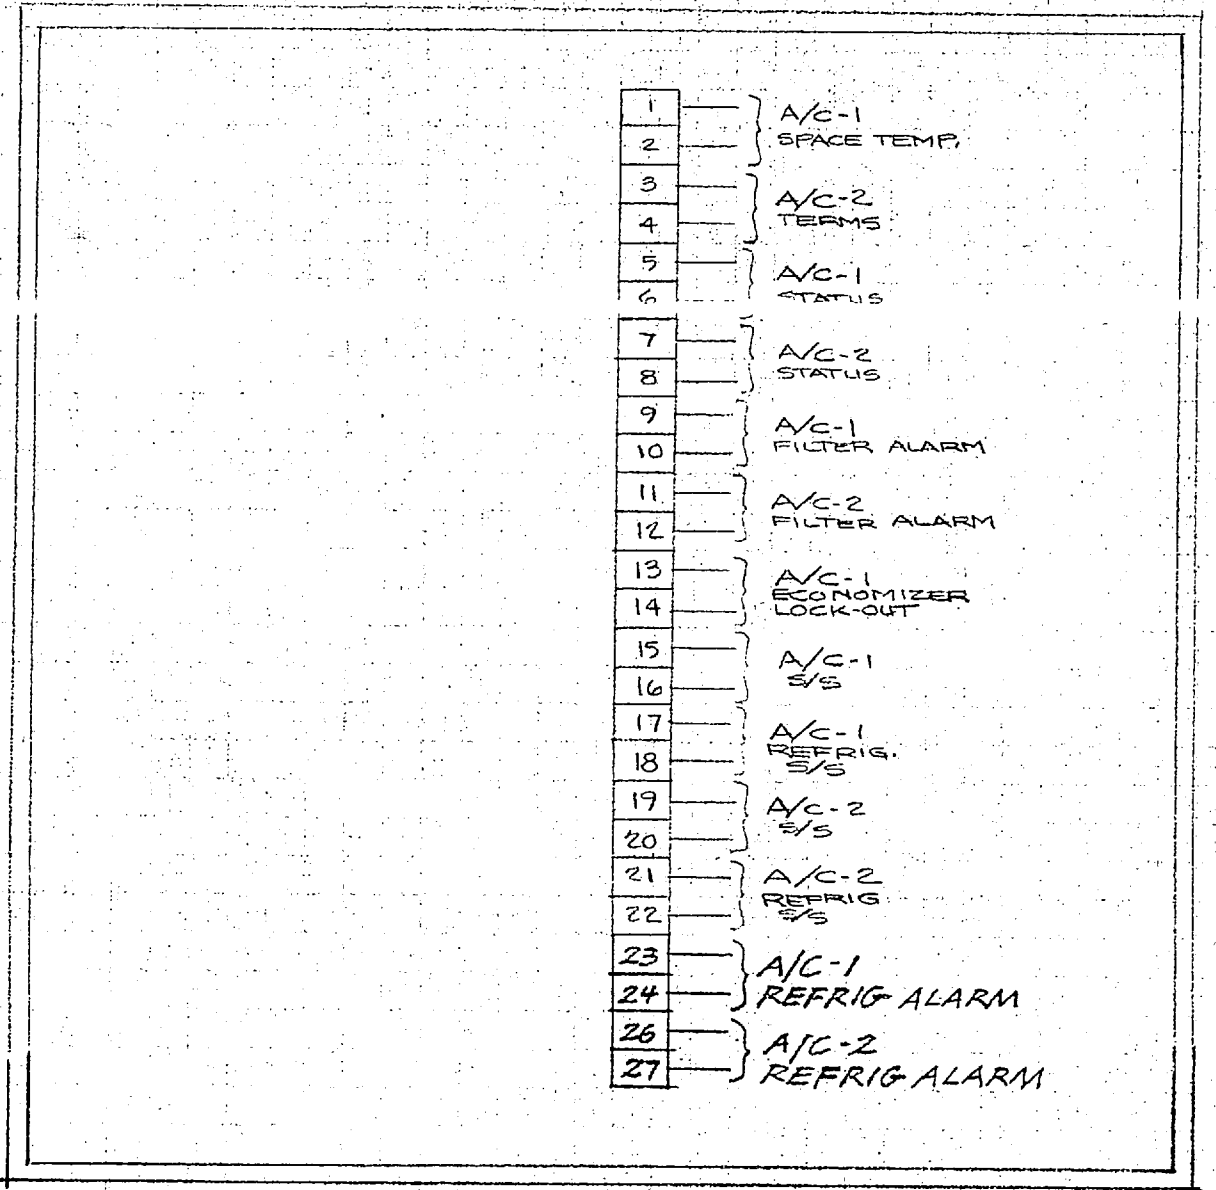 1
A/C-1
2
SPACE TEMP.
3
A/C-2
4
TERMS
5
A/C-1
6
STATUS
7
A/C-2
8
STATUS
9
A/C-1
10
FILTER ALARM
11
A/C-2
12
FILTER ALARM
13
A/C-1
ECONOMIZER
14
LOCK-OUT
15
A/C-1
16
S/S
17
A/C-1
REFRIG.
18
S/S
19
A/C-2
20
S/S
21
A/C-2
REFRIG
22
S/S
23
A/C-1
24
REFRIG ALARM
26
A/C-2
27
REFRIG ALARM